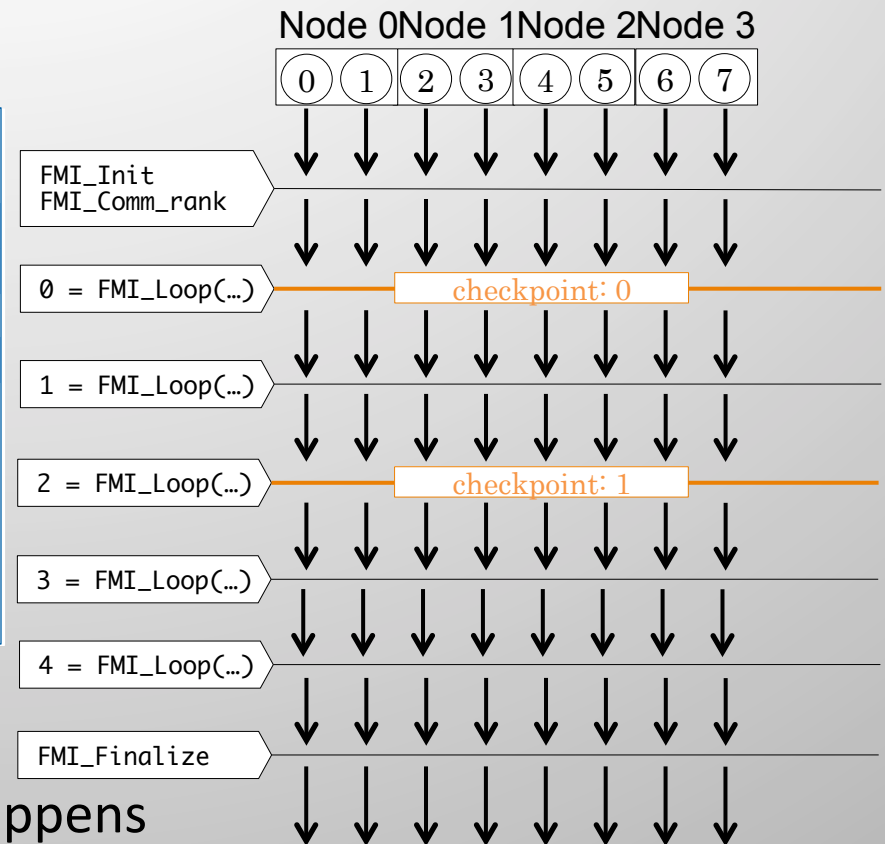 Node 0Node 1Node 2Node 3
0 1 2 3 4 5 6 7
FMI_Init
FMI_Comm_rank
0 = FMI_Loop(…)
checkpoint: 0
1 = FMI_Loop(…)
2 = FMI_Loop(…)
checkpoint: 1
3 = FMI_Loop(…)
4 = FMI_Loop(…)
FMI_Finalize
ppens